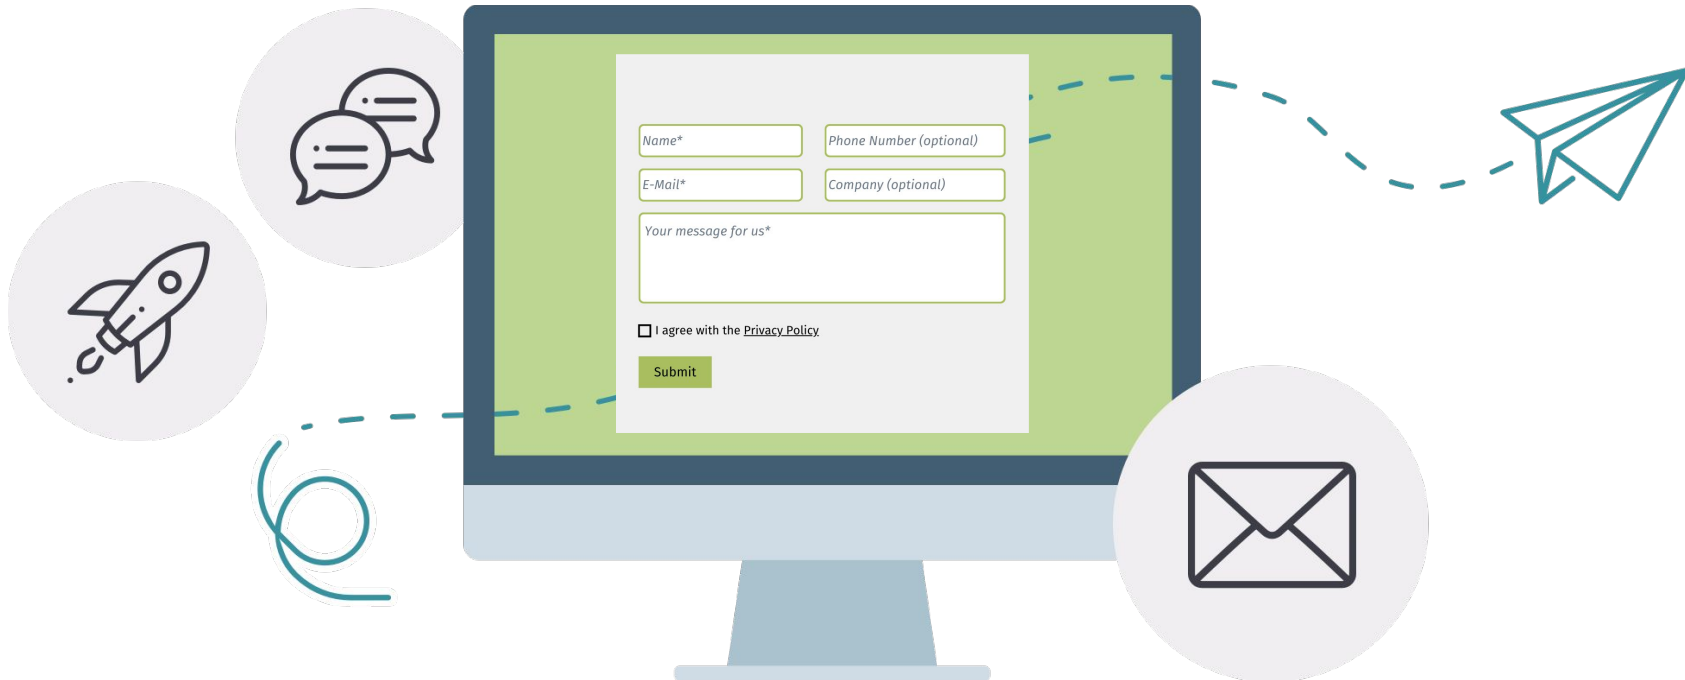 Name*
Phone Number (optional)
E-Mail*
Company (optional)
Your message for us*
I agree with the Privacy Policy
Submit